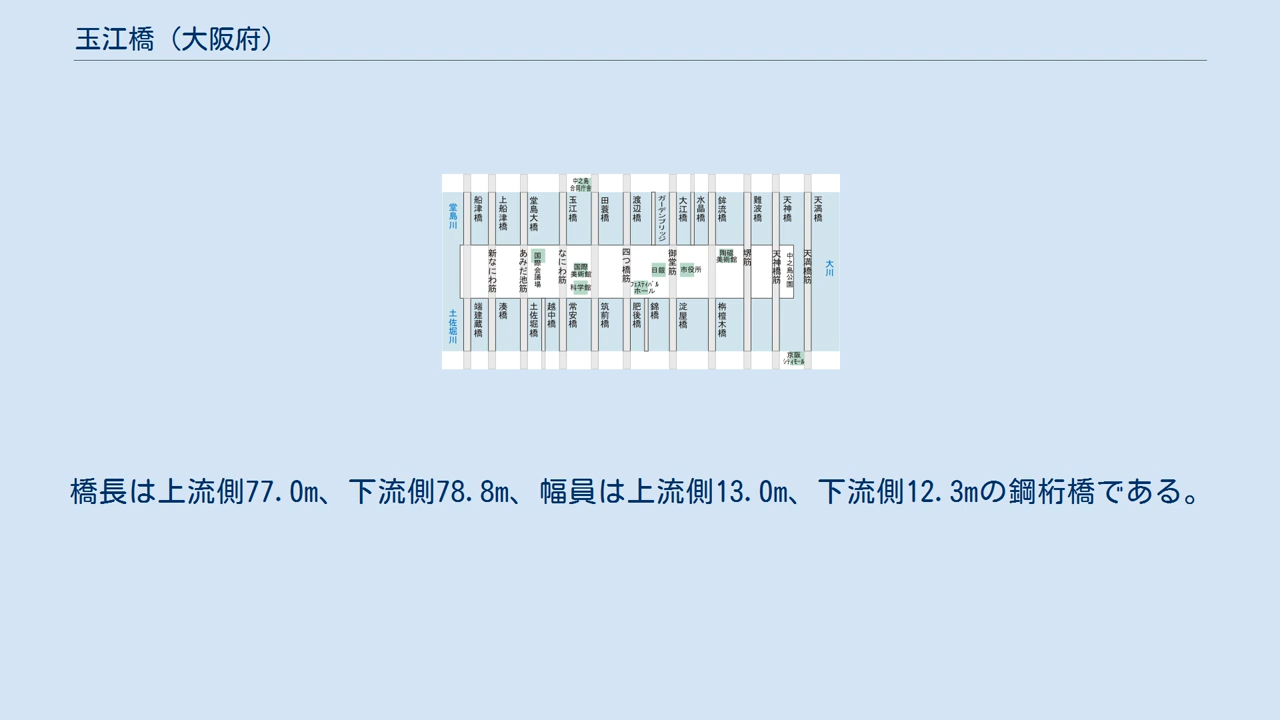 玉江橋（大阪府）
中之島
合同庁舎
堂島川
船津橋
上船津橋
堂島大橋
玉江橋
田蓑橋
渡辺橋
ガーデンブリッジ
大江橋
水晶橋
鉾流橋
難波橋
天神橋
天満橋
新なにわ筋
あみだ池筋
国際会議場
なにわ筋
国際
美術館
科学館
四つ橋筋
日銀
フェスティバル
ホール
御堂筋
市役所
陶磁
美術館
堺筋
天神橋筋
中之島公園
天満橋筋
大川
土佐堀川
端建蔵橋
湊橋
土佐堀橋
越中橋
常安橋
筑前橋
肥後橋
錦橋
淀屋橋
栴檀木橋
京阪
シティモール
橋長は上流側77.0m、下流側78.8m、幅員は上流側13.0m、下流側12.3mの鋼桁橋である。